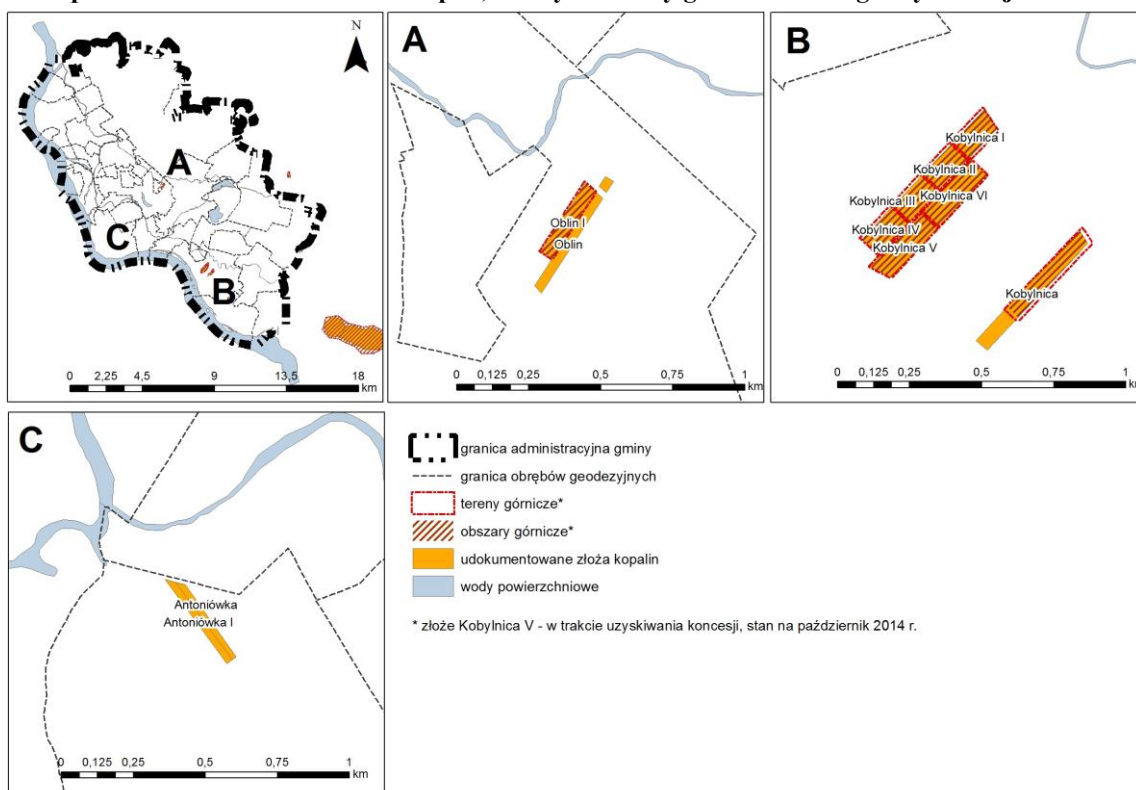 N
A
C
B
0 2,25 4,5 9 13,5 18
km
A
Oblin I
Oblin
0 0,125 0,25 0,5 0,75 1
km
B
Kobylnica I
Kobylnica II
Kobylnica VI
Kobylnica III
Kobylnica IV
Kobylnica V
Kobylnica
0 0,125 0,25 0,5 0,75 1
km
C
Antoniówka
Antoniówka I
0 0,125 0,25 0,5 0,75 1
km
granica administracyjna gminy
granica obrębów geodezyjnych
tereny górnicze*
obszary górnicze*
udokumentowane złoża kopalin
wody powierzchniowe
* złoże Kobylnica V - w trakcie uzyskiwania koncesji, stan na październik 2014 r.